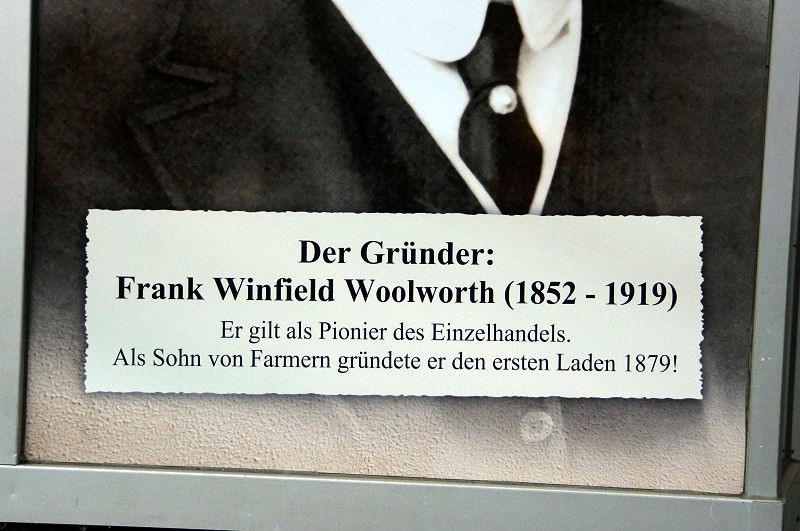 Der Gründer:
Frank Winfield Woolworth (1852 - 1919)
Er gilt als Pionier des Einzelhandels.
Als Sohn von Farmern gründete er den ersten Laden 1879!